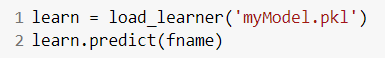 1 learn = load_learner('myModel.pkl')
2 learn.predict(fname)